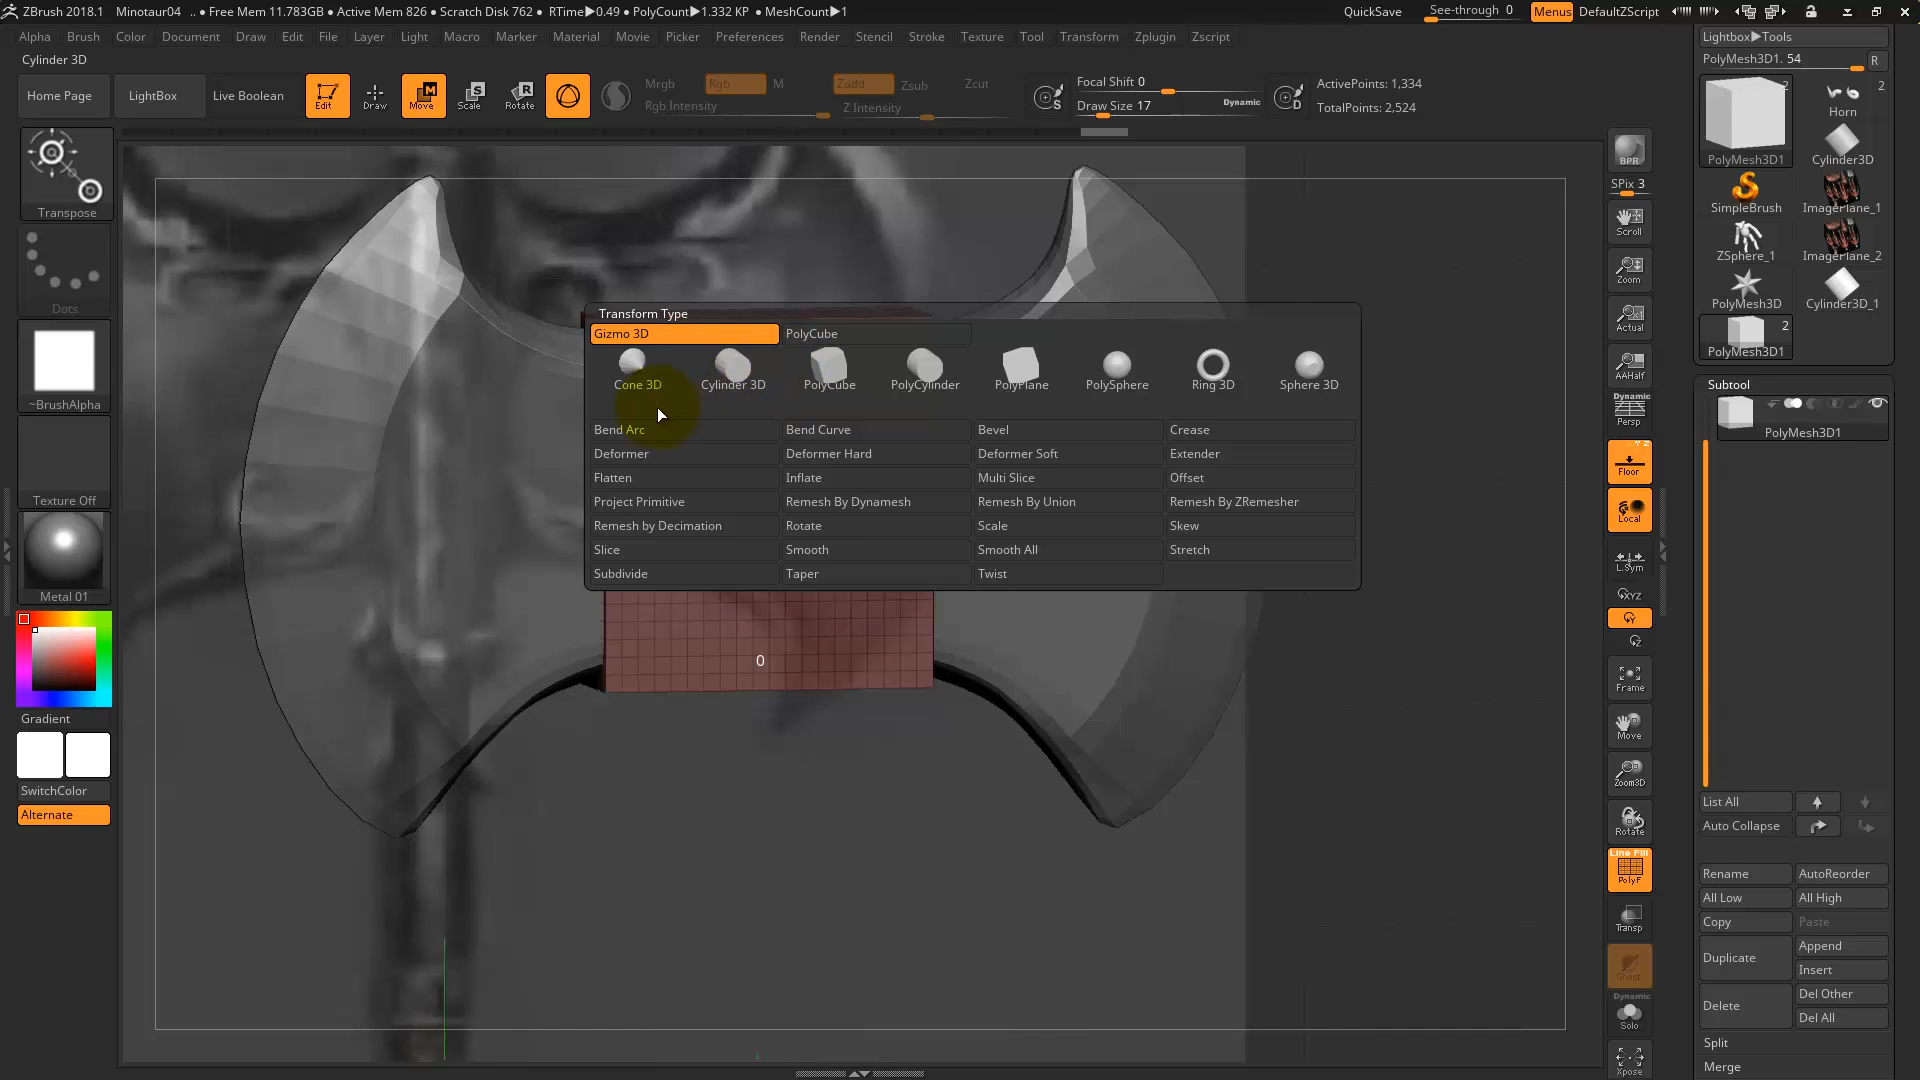 ZBrush 2018.1 Minotaur04 .. • Free Mem 11.783GB • Active Mem 826 • Scratch Disk 762 • RTime▶0.49 • PolyCount▶1.332 KP • MeshCount▶1 QuickSave See-through 0 Menus DefaultZScript
Alpha Brush Color Document Draw Edit File Layer Light Macro Marker Material Movie Picker Preferences Render Stencil Stroke Texture Tool Transform Zplugin Zscript
Cylinder 3D
Home Page LightBox Live Boolean Edit Draw Move Scale Rotate
Mrgb Rgb M Zadd Zsub Zcut
Rgb Intensity Z Intensity
S Focal Shift 0
Draw Size 17 Dynamic D
ActivePoints: 1,334
TotalPoints: 2,524
Transpose
Dots
~BrushAlpha
Texture Off
Metal 01
Gradient
SwitchColor
Alternate
Transform Type
Gizmo 3D PolyCube
Cone 3D Cylinder 3D PolyCube PolyCylinder PolyPlane PolySphere Ring 3D Sphere 3D
Bend Arc Bend Curve Bevel Crease
Deformer Deformer Hard Deformer Soft Extender
Flatten Inflate Multi Slice Offset
Project Primitive Remesh By Dynamesh Remesh By Union Remesh By ZRemesher
Remesh by Decimation Rotate Scale Skew
Slice Smooth Smooth All Stretch
Subdivide Taper Twist
0
BPR
SPix 3
Scroll
Zoom
Actual
AAHalf
Dynamic
Persp
Floor
Local
L.Sym
XYZ
Y
Z
Frame
Move
Zoom3D
Rotate
Line Fill
PolyF
Transp
Ghost
Dynamic
Solo
Xpose
Lightbox▶Tools
PolyMesh3D1. 54 R
2 2
PolyMesh3D1 Horn
Cylinder3D
SimpleBrush ImagePlane_1
ZSphere_1 ImagePlane_2
PolyMesh3D Cylinder3D_1
2
PolyMesh3D1
Subtool
PolyMesh3D1
List All
Auto Collapse
Rename AutoReorder
All Low All High
Copy Paste
Duplicate Append
Insert
Delete Del Other
Del All
Split
Merge